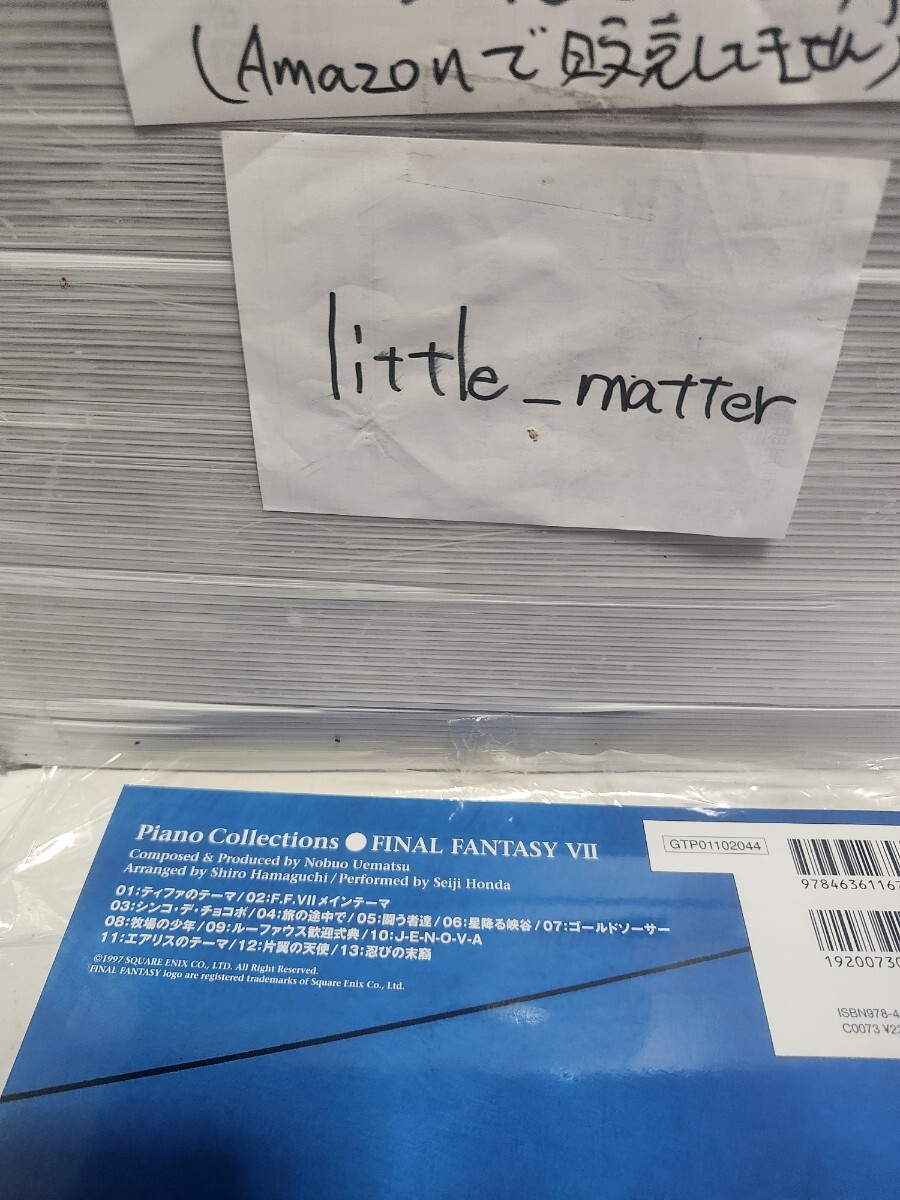 (Amazonで販売してません)
little_matter
Piano Collections ● FINAL FANTASY VII
Composed & Produced by Nobuo Uematsu
Arranged by Shiro Hamaguchi / Performed by Seiji Honda
01:ティファのテーマ/02:F.F.VIIメインテーマ
03:シンコ・デ・チョコボ/04:旅の途中で/05:闘う者達/06:星降る峡谷/07:ゴールドソーサー
08:牧場の少年/09:ルーファウス歓迎式典/10:J-E-N-O-V-A
11:エアリスのテーマ/12:片翼の天使/13:忍びの末裔
©1997 SQUARE ENIX CO., LTD. All Right Reserved.
FINAL FANTASY logo are registered trademarks of Square Enix Co., Ltd.
GTP01102044
97846361167
19200730
ISBN978-4
C0073 ¥22